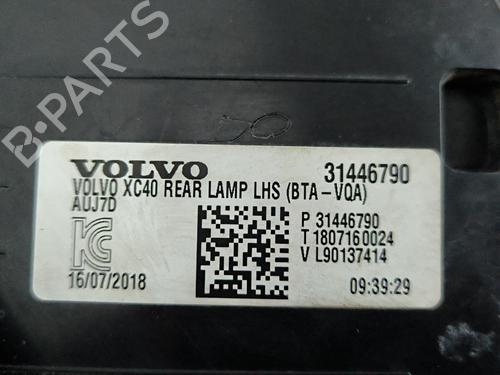 B-PARTS
VOLVO 31446790
VOLVO XC40 REAR LAMP LHS (BTA-VQA)
AUJ7D
P 31446790
T 1807160024
V L90137414
KC
16/07/2018 09:39:29